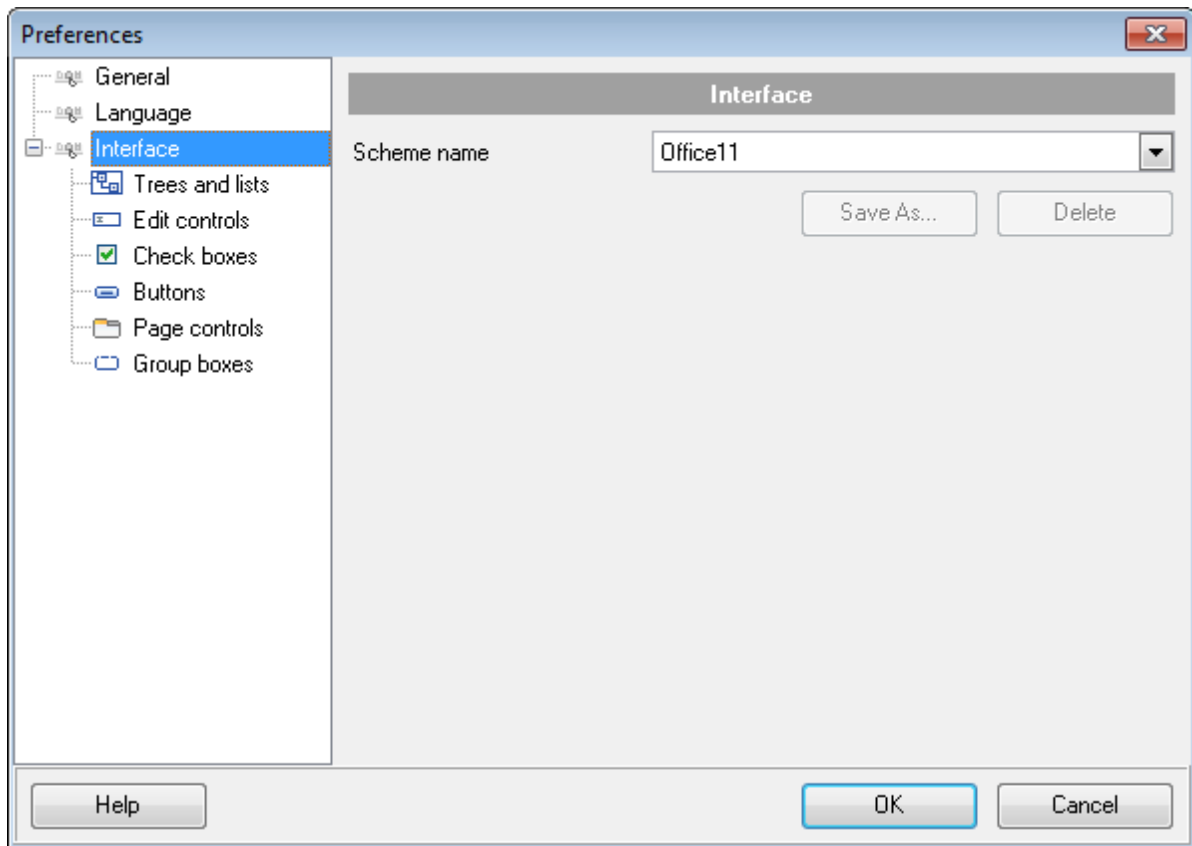 Preferences
General
Language
Interface
Trees and lists
Edit controls
Check boxes
Buttons
Page controls
Group boxes
Interface
Scheme name
Office11
Save As...
Delete
Help
OK
Cancel